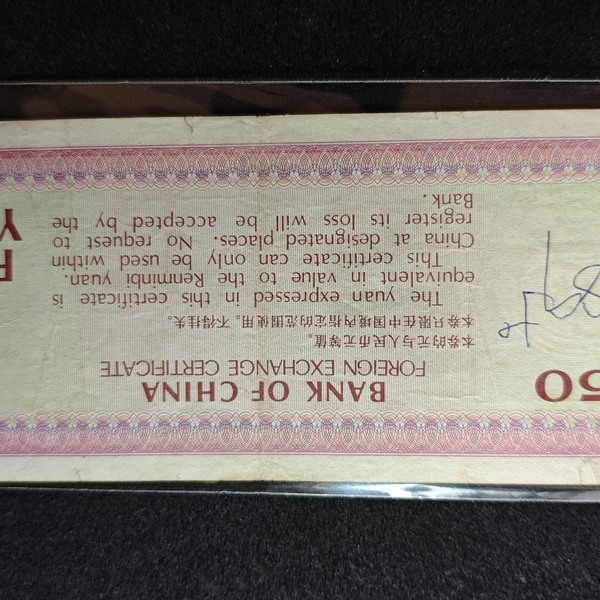 BANK OF CHINA
FOREIGN EXCHANGE CERTIFICATE
50
本券的元与人民币元等值。
本券只限在中国境内指定的范围使用。不得挂失。
The yuan expressed in this certificate is
equivalent in value to the Renminbi yuan.
This certificate can only be used within
China at designated places. No request to
register its loss will be accepted by the
Bank.
F
Y